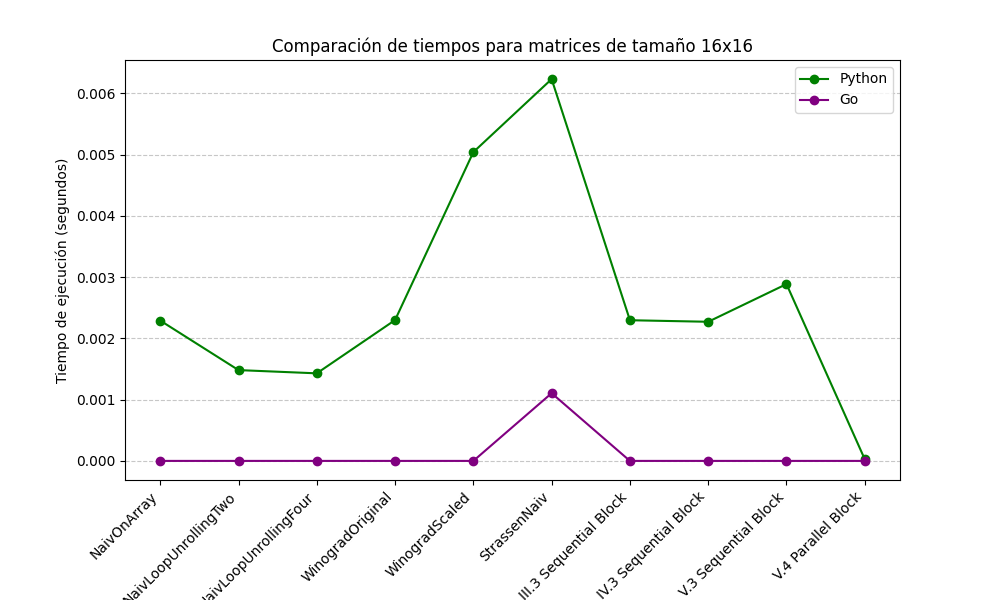 Comparación de tiempos para matrices de tamaño 16x16
Python
Go
Tiempo de ejecución (segundos)
0.006
0.005
0.004
0.003
0.002
0.001
0.000
NaivOnArray
NaivLoopUnrollingTwo
NaivLoopUnrollingFour
WinogradOriginal
WinogradScaled
StrassenNaiv
III.3 Sequential Block
IV.3 Sequential Block
V.3 Sequential Block
V.4 Parallel Block